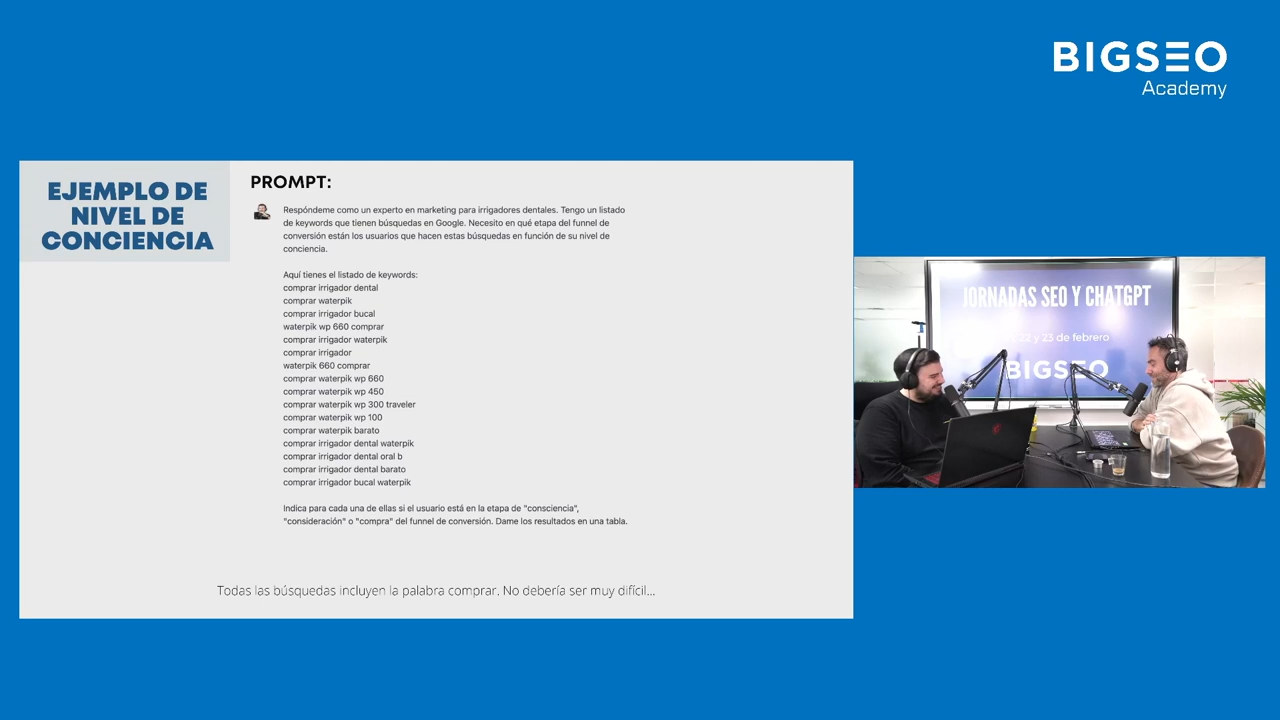 BIGSEO
Academy
EJEMPLO DE
NIVEL DE
CONCIENCIA
PROMPT:
Respóndeme como un experto en marketing para irrigadores dentales. Tengo un listado
de keywords que tienen búsquedas en Google. Necesito en qué etapa del funnel de
conversión están los usuarios que hacen estas búsquedas en función de su nivel de
conciencia.
Aquí tienes el listado de keywords:
comprar irrigador dental
comprar waterpik
comprar irrigador bucal
waterpik wp 660 comprar
comprar irrigador waterpik
comprar irrigador
waterpik 660 comprar
comprar waterpik wp 660
comprar waterpik wp 450
comprar waterpik wp 300 traveler
comprar waterpik wp 100
comprar waterpik barato
comprar irrigador dental waterpik
comprar irrigador dental oral b
comprar irrigador dental barato
comprar irrigador bucal waterpik
Indica para cada una de ellas si el usuario está en la etapa de "consciencia",
"consideración" o "compra" del funnel de conversión. Dame los resultados en una tabla.
Todas las búsquedas incluyen la palabra comprar. No debería ser muy difícil...
JORNADAS SEO Y CHATGPT
22 y 23 de febrero
BIGSEO